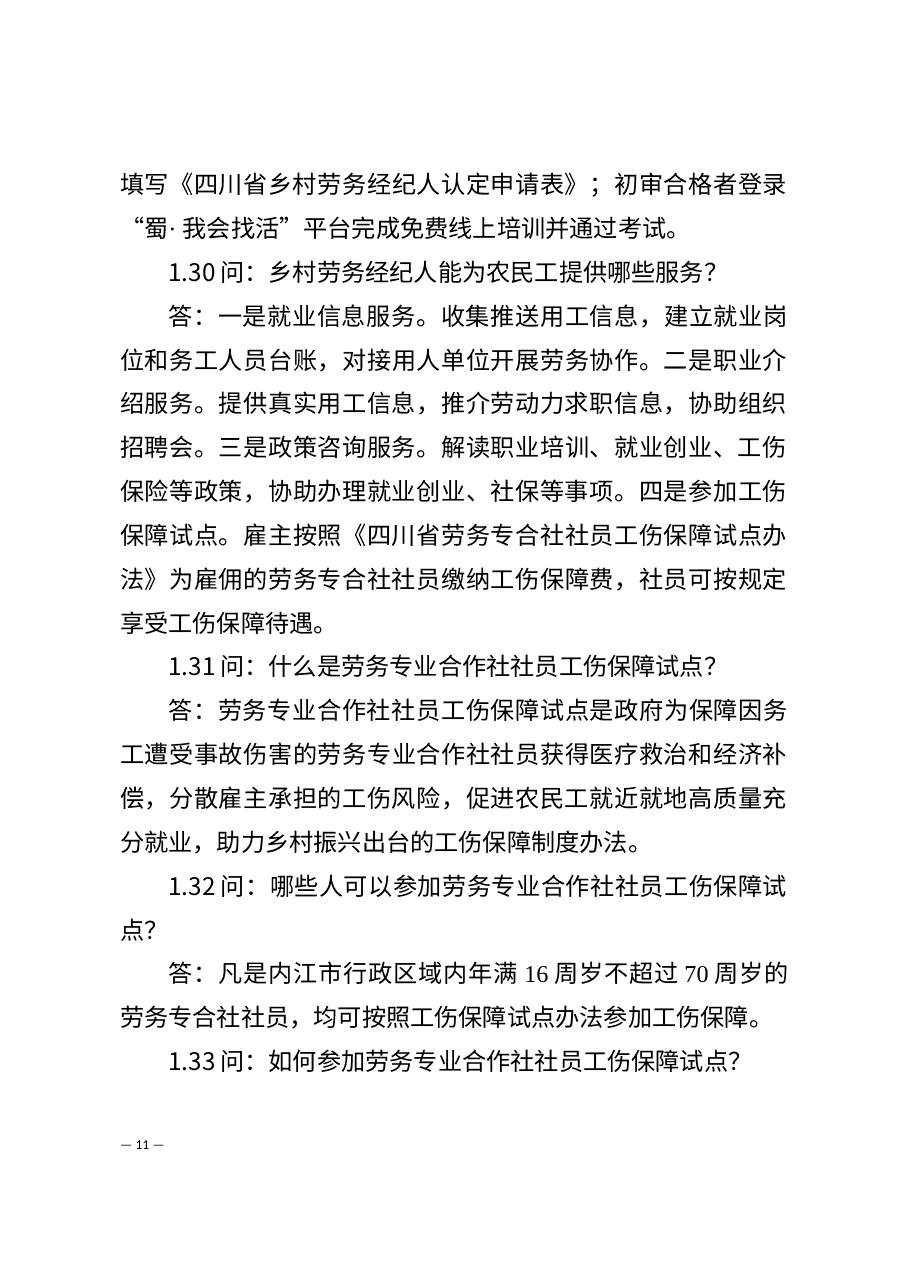 填写《四川省乡村劳务经纪人认定申请表》；初审合格者登录
“蜀· 我会找活”平台完成免费线上培训并通过考试。
1.30 问：乡村劳务经纪人能为农民工提供哪些服务？
答：一是就业信息服务。收集推送用工信息，建立就业岗
位和务工人员台账，对接用人单位开展劳务协作。二是职业介
绍服务。提供真实用工信息，推介劳动力求职信息，协助组织
招聘会。三是政策咨询服务。解读职业培训、就业创业、工伤
保险等政策，协助办理就业创业、社保等事项。四是参加工伤
保障试点。雇主按照《四川省劳务专合社社员工伤保障试点办
法》为雇佣的劳务专合社社员缴纳工伤保障费，社员可按规定
享受工伤保障待遇。
1.31 问：什么是劳务专业合作社社员工伤保障试点？
答：劳务专业合作社社员工伤保障试点是政府为保障因务
工遭受事故伤害的劳务专业合作社社员获得医疗救治和经济补
偿，分散雇主承担的工伤风险，促进农民工就近就地高质量充
分就业，助力乡村振兴出台的工伤保障制度办法。
1.32 问：哪些人可以参加劳务专业合作社社员工伤保障试
点？
答：凡是内江市行政区域内年满 16 周岁不超过 70 周岁的
劳务专合社社员，均可按照工伤保障试点办法参加工伤保障。
1.33 问：如何参加劳务专业合作社社员工伤保障试点？
— 11 —